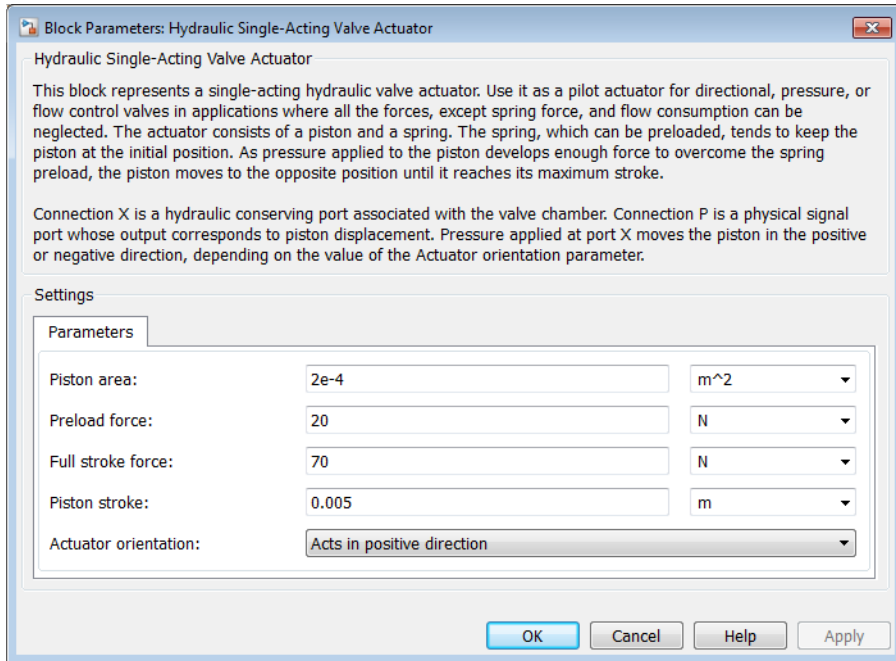 Block Parameters: Hydraulic Single-Acting Valve Actuator
Hydraulic Single-Acting Valve Actuator
This block represents a single-acting hydraulic valve actuator. Use it as a pilot actuator for directional, pressure, or
flow control valves in applications where all the forces, except spring force, and flow consumption can be
neglected. The actuator consists of a piston and a spring. The spring, which can be preloaded, tends to keep the
piston at the initial position. As pressure applied to the piston develops enough force to overcome the spring
preload, the piston moves to the opposite position until it reaches its maximum stroke.
Connection X is a hydraulic conserving port associated with the valve chamber. Connection P is a physical signal
port whose output corresponds to piston displacement. Pressure applied at port X moves the piston in the positive
or negative direction, depending on the value of the Actuator orientation parameter.
Settings
Parameters
Piston area: 2e-4 m^2
Preload force: 20 N
Full stroke force: 70 N
Piston stroke: 0.005 m
Actuator orientation: Acts in positive direction
OK Cancel Help Apply